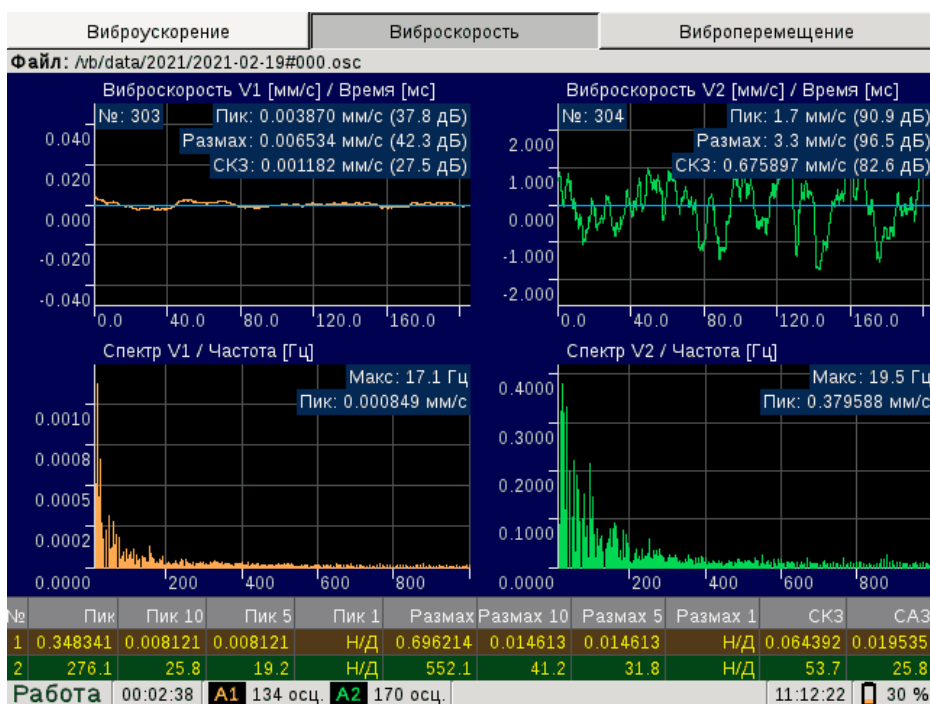 Виброускорение Виброскорость Виброперемещение
Файл: /vb/data/2021/2021-02-19#000.osc
Виброскорость V1 [мм/с] / Время [мс]
№: 303 Пик: 0.003870 мм/с (37.8 дБ)
Размах: 0.006534 мм/с (42.3 дБ)
СКЗ: 0.001182 мм/с (27.5 дБ)
0.040
0.020
0.000
-0.020
-0.040
0.0 40.0 80.0 120.0 160.0
Виброскорость V2 [мм/с] / Время [мс]
№: 304 Пик: 1.7 мм/с (90.9 дБ)
Размах: 3.3 мм/с (96.5 дБ)
СКЗ: 0.675897 мм/с (82.6 дБ)
2.000
1.000
0.000
-1.000
-2.000
0.0 40.0 80.0 120.0 160.0
Спектр V1 / Частота [Гц]
Макс: 17.1 Гц
Пик: 0.000849 мм/с
0.0010
0.0008
0.0005
0.0002
0.0000
200 400 600 800
Спектр V2 / Частота [Гц]
Макс: 19.5 Гц
Пик: 0.379588 мм/с
0.4000
0.3000
0.2000
0.1000
0.0000
200 400 600 800
№ Пик Пик 10 Пик 5 Пик 1 Размах Размах 10 Размах 5 Размах 1 СКЗ САЗ
1 0.348341 0.008121 0.008121 Н/Д 0.696214 0.014613 0.014613 Н/Д 0.064392 0.019535
2 276.1 25.8 19.2 Н/Д 552.1 41.2 31.8 Н/Д 53.7 25.8
Работа 00:02:38 А1 134 осц. А2 170 осц. 11:12:22 30 %